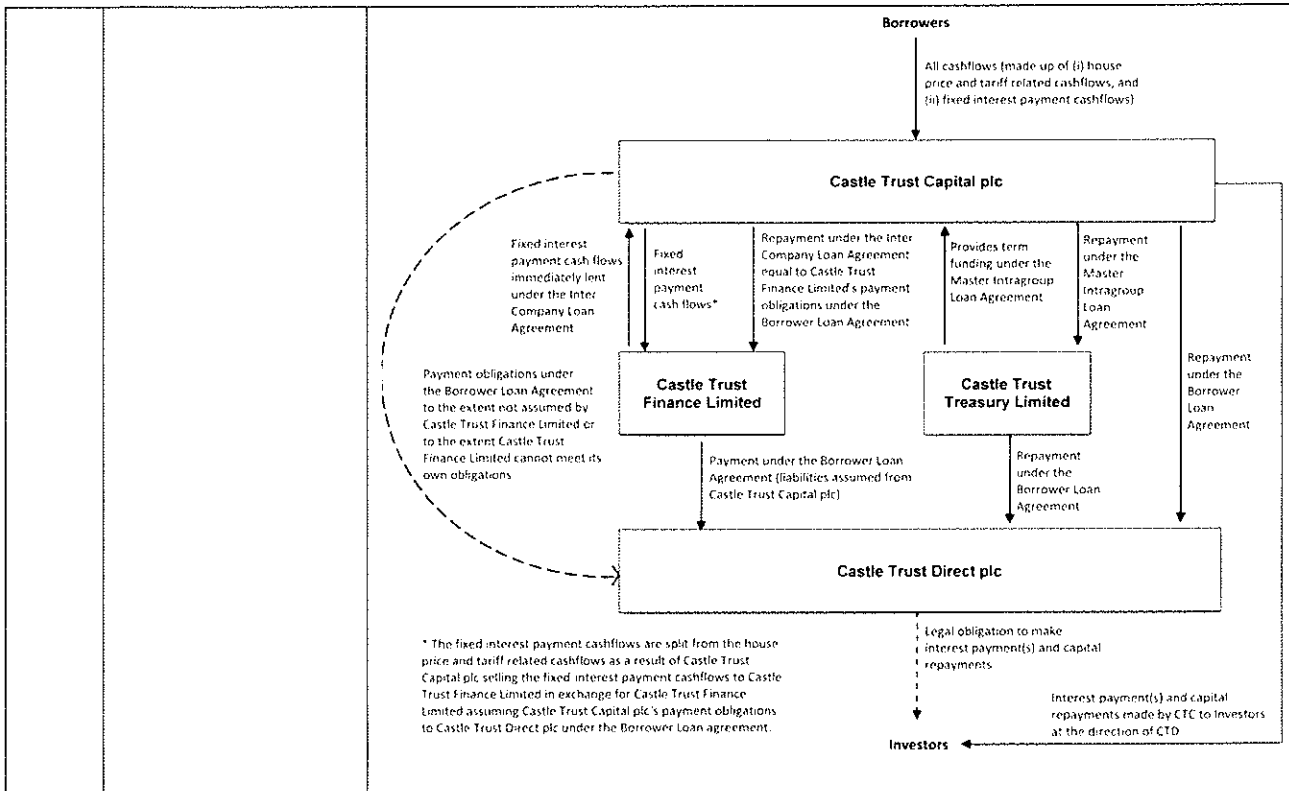 Borrowers
All cashflows (made up of (i) house
price and tariff related cashflows, and
(ii) fixed interest payment cashflows)
Castle Trust Capital plc
Fixed interest
payment cash flows
immediately lent
under the Inter
Company Loan
Agreement
Fixed
interest
payment
cash flows*
Repayment under the Inter
Company Loan Agreement
equal to Castle Trust
Finance Limited's payment
obligations under the
Borrower Loan Agreement
Provides term
funding under the
Master Intragroup
Loan Agreement
Repayment
under the
Master
Intragroup
Loan
Agreement
Repayment
under the
Borrower
Loan
Agreement
Payment obligations under
the Borrower Loan Agreement
to the extent not assumed by
Castle Trust Finance Limited or
to the extent Castle Trust
Finance Limited cannot meet its
own obligations
Castle Trust
Finance Limited
Castle Trust
Treasury Limited
Payment under the Borrower Loan
Agreement (liabilities assumed from
Castle Trust Capital plc)
Repayment
under the
Borrower Loan
Agreement
Castle Trust Direct plc
Legal obligation to make
interest payment(s) and capital
repayments
* The fixed interest payment cashflows are split from the house
price and tariff related cashflows as a result of Castle Trust
Capital plc selling the fixed interest payment cashflows to Castle
Trust Finance Limited in exchange for Castle Trust Finance
Limited assuming Castle Trust Capital plc's payment obligations
to Castle Trust Direct plc under the Borrower Loan agreement.
Interest payment(s) and capital
repayments made by CTC to Investors
at the direction of CTD
Investors